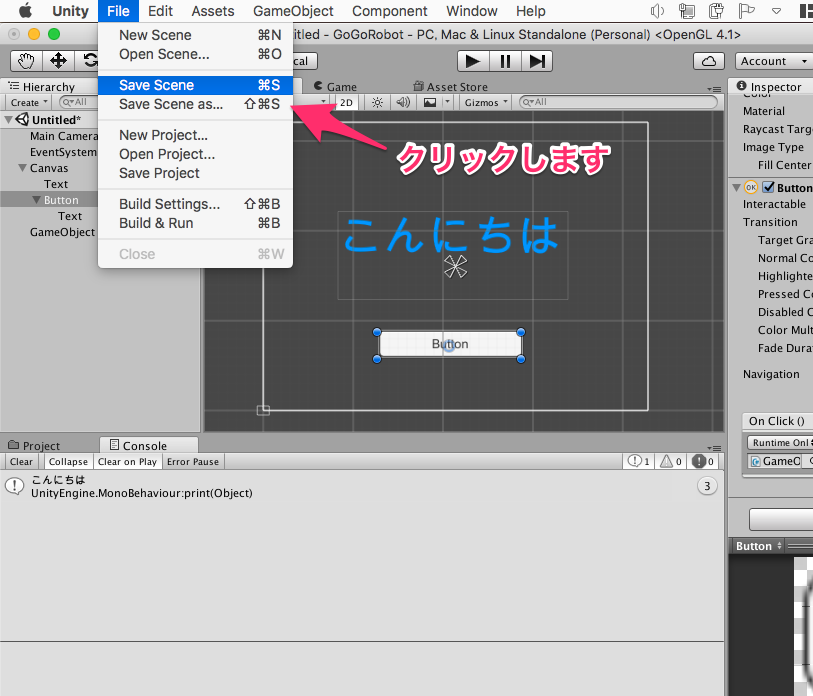 Unity File Edit Assets GameObject Component Window Help
New Scene ⌘N
Open Scene... ⌘O
Save Scene ⌘S
Save Scene as... ⇧⌘S
New Project...
Open Project...
Save Project
Build Settings... ⇧⌘B
Build & Run ⌘B
Close ⌘W
titled - GoGoRobot - PC, Mac & Linux Standalone (Personal) <OpenGL 4.1>
cal
Account
Hierarchy
Create All
Untitled*
Main Camera
EventSystem
Canvas
Text
Button
Text
GameObject
Game Asset Store
2D Gizmos All
クリックします
こんにちは
Button
Inspector
Color
Material
Raycast Targ
Image Type
Fill Center
OK Button
Interactable
Transition
Target Gra
Normal Co
Highlighte
Pressed Co
Disabled C
Color Mult
Fade Durat
Navigation
On Click ()
Runtime Onl
GameO
Button
Project Console
Clear Collapse Clear on Play Error Pause 1 0 0
こんにちは
UnityEngine.MonoBehaviour:print(Object)
3